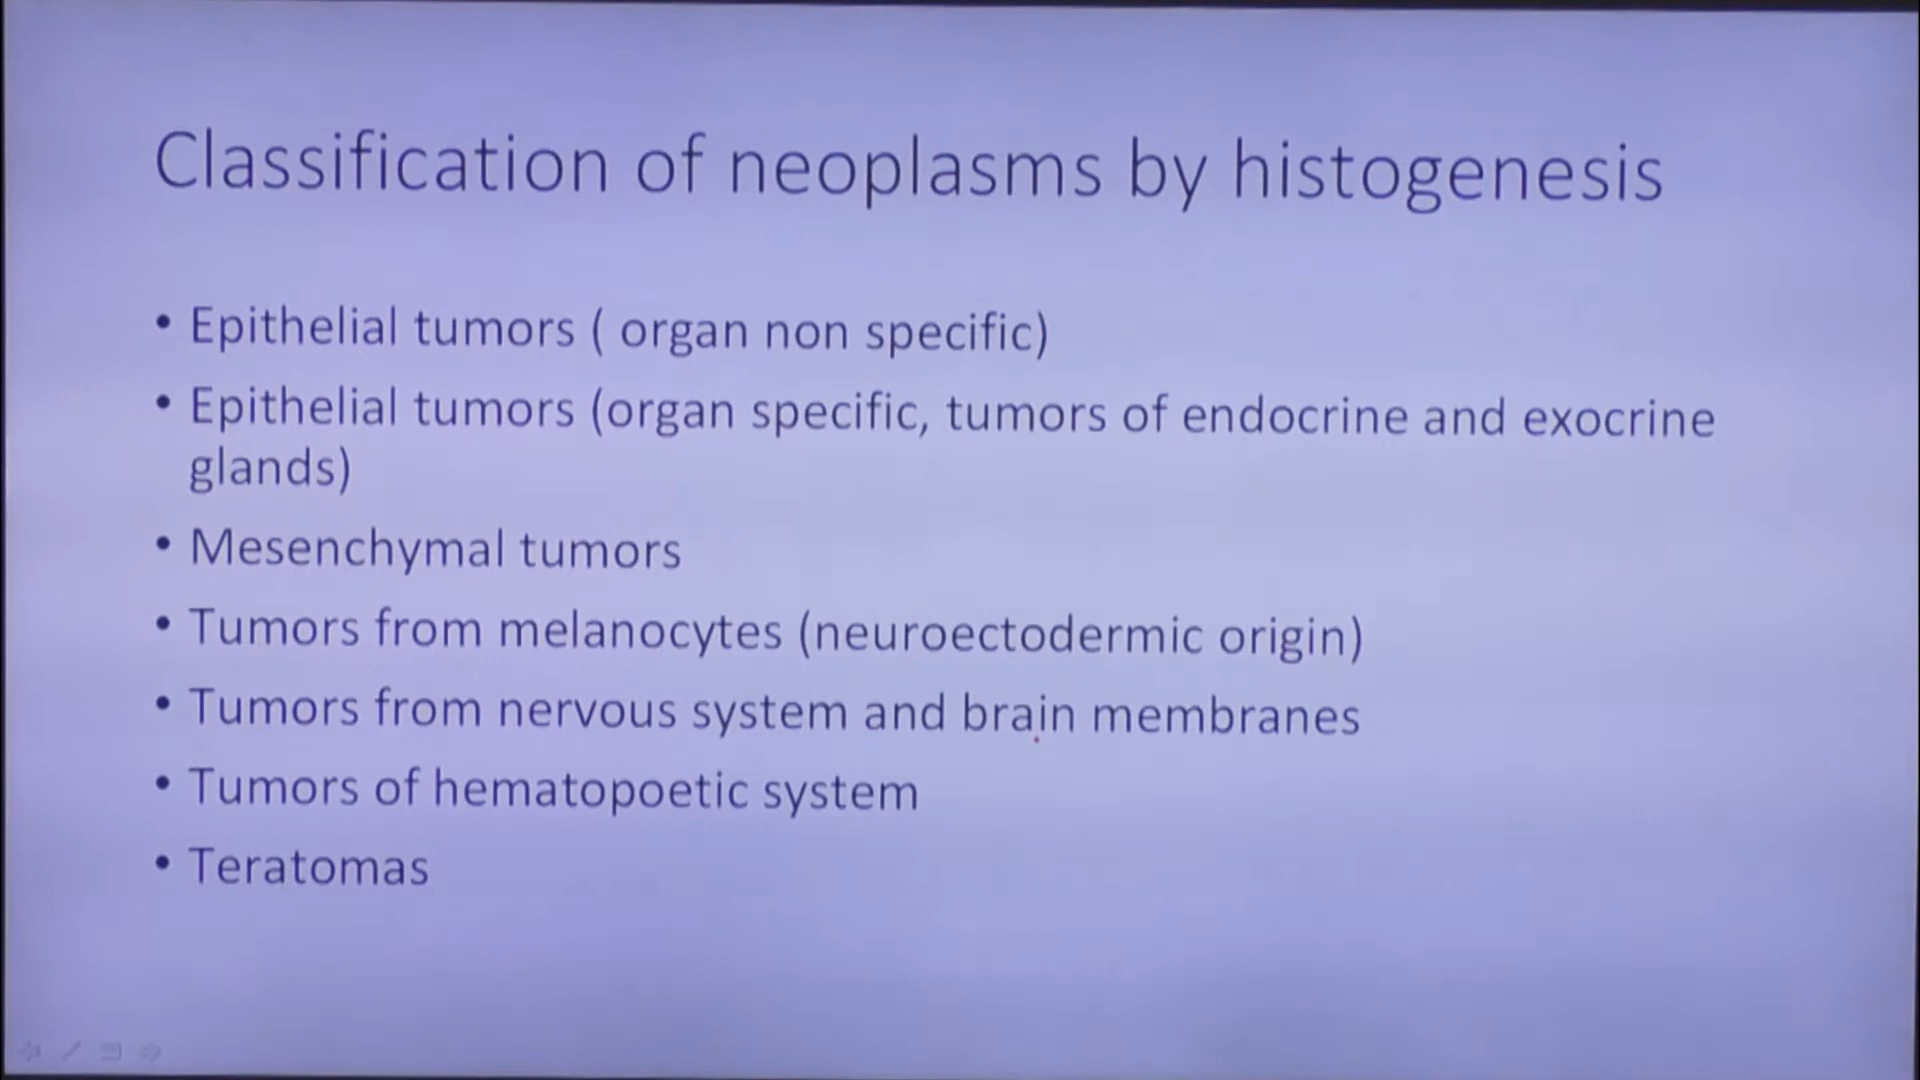 Classification of neoplasms by histogenesis
• Epithelial tumors ( organ non specific)
• Epithelial tumors (organ specific, tumors of endocrine and exocrine
glands)
• Mesenchymal tumors
• Tumors from melanocytes (neuroectodermic origin)
• Tumors from nervous system and brain membranes
• Tumors of hematopoetic system
• Teratomas